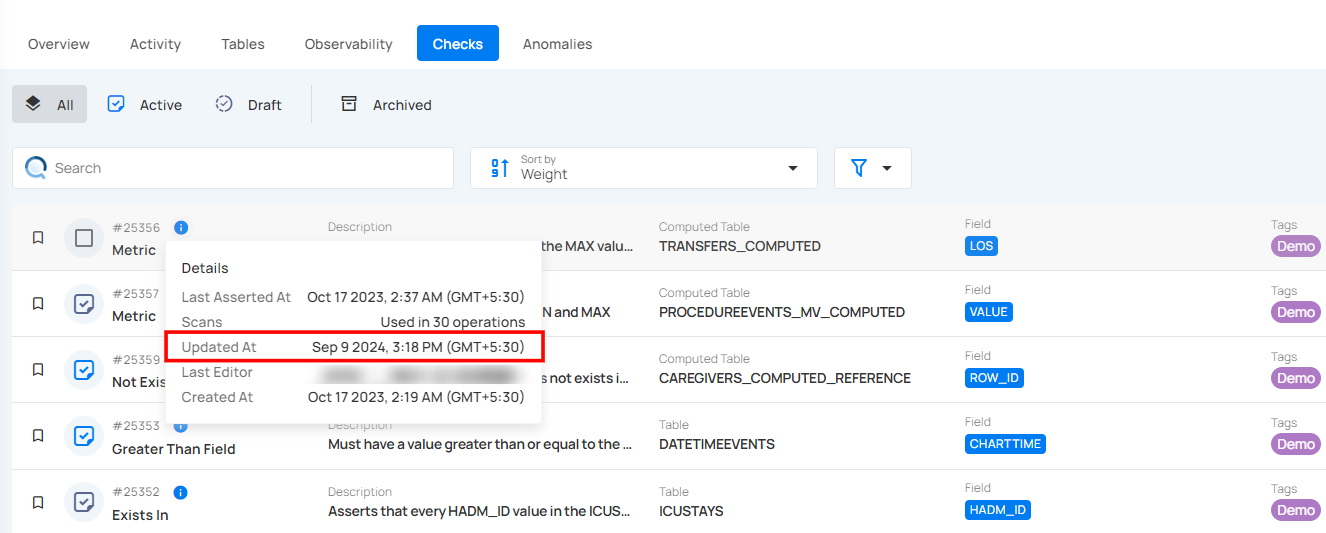 Overview Activity Tables Observability Checks Anomalies
All Active Draft Archived
Search Sort by
Weight
#25356 Description Computed Table Field Tags
Metric the MAX valu... TRANSFERS_COMPUTED LOS Demo
Details
Last Asserted At Oct 17 2023, 2:37 AM (GMT+5:30)
Scans Used in 30 operations
Updated At Sep 9 2024, 3:18 PM (GMT+5:30)
Last Editor
Created At Oct 17 2023, 2:19 AM (GMT+5:30)
#25357 Computed Table Field Tags
Metric N and MAX PROCEDUREEVENTS_MV_COMPUTED VALUE Demo
#25359 Computed Table Field Tags
Not Exis s not exists i... CAREGIVERS_COMPUTED_REFERENCE ROW_ID Demo
#25353 Description Table Field Tags
Greater Than Field Must have a value greater than or equal to the ... DATETIMEEVENTS CHARTTIME Demo
#25352 Description Table Field Tags
Exists In Asserts that every HADM_ID value in the ICUS... ICUSTAYS HADM_ID Demo